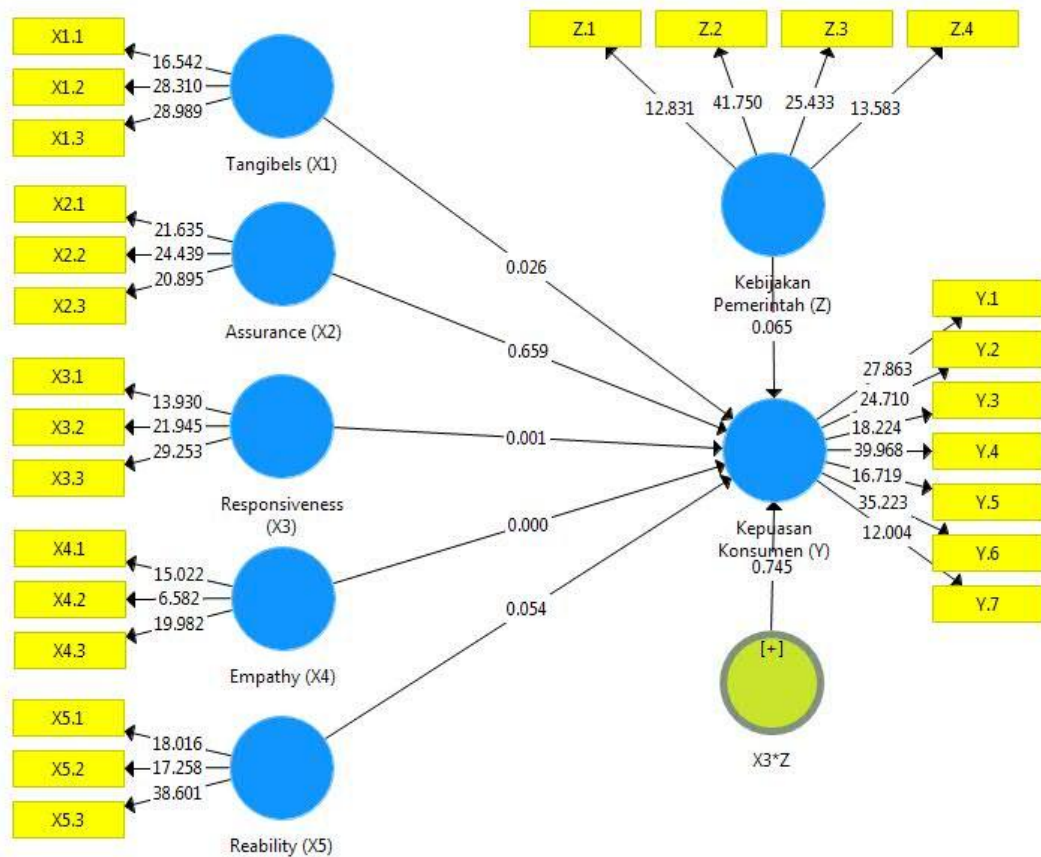 X1.1
16.542
X1.2
28.310
28.989
X1.3
Tangibels (X1)
X2.1
21.635
X2.2
24.439
20.895
X2.3
Assurance (X2)
X3.1
13.930
X3.2
21.945
29.253
X3.3
Responsiveness
(X3)
X4.1
15.022
X4.2
6.582
19.982
X4.3
Empathy (X4)
X5.1
18.016
X5.2
17.258
38.601
X5.3
Reability (X5)
0.026
0.659
0.001
0.000
0.054
Z.1
Z.2
Z.3
Z.4
12.831
41.750
25.433
13.583
Kebijakan
Pemerintah (Z)
0.065
Y.1
27.863
Y.2
24.710
Y.3
18.224
39.968
Y.4
16.719
Y.5
35.223
Y.6
12.004
Y.7
Kepuasan
Konsumen (Y)
0.745
[+]
X3*Z